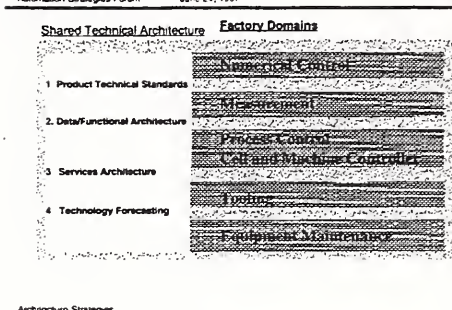 Shared Technical Architecture
Factory Domains
Numerical Control
1 Product Technical Standards
Measurement
2. Data/Functional Architecture
Process Control
Cell and Machine Controller
3 Services Architecture
Tooling
4 Technology Forecasting
Equipment Maintenance
Architecture Strategies